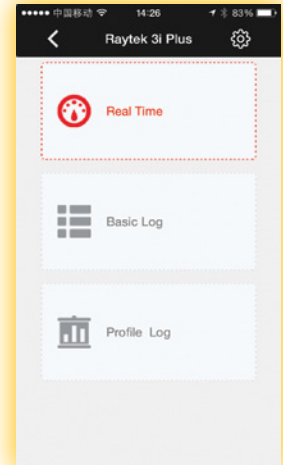 中国移动 14:26 83%
Raytek 3i Plus
Real Time
Basic Log
Profile Log